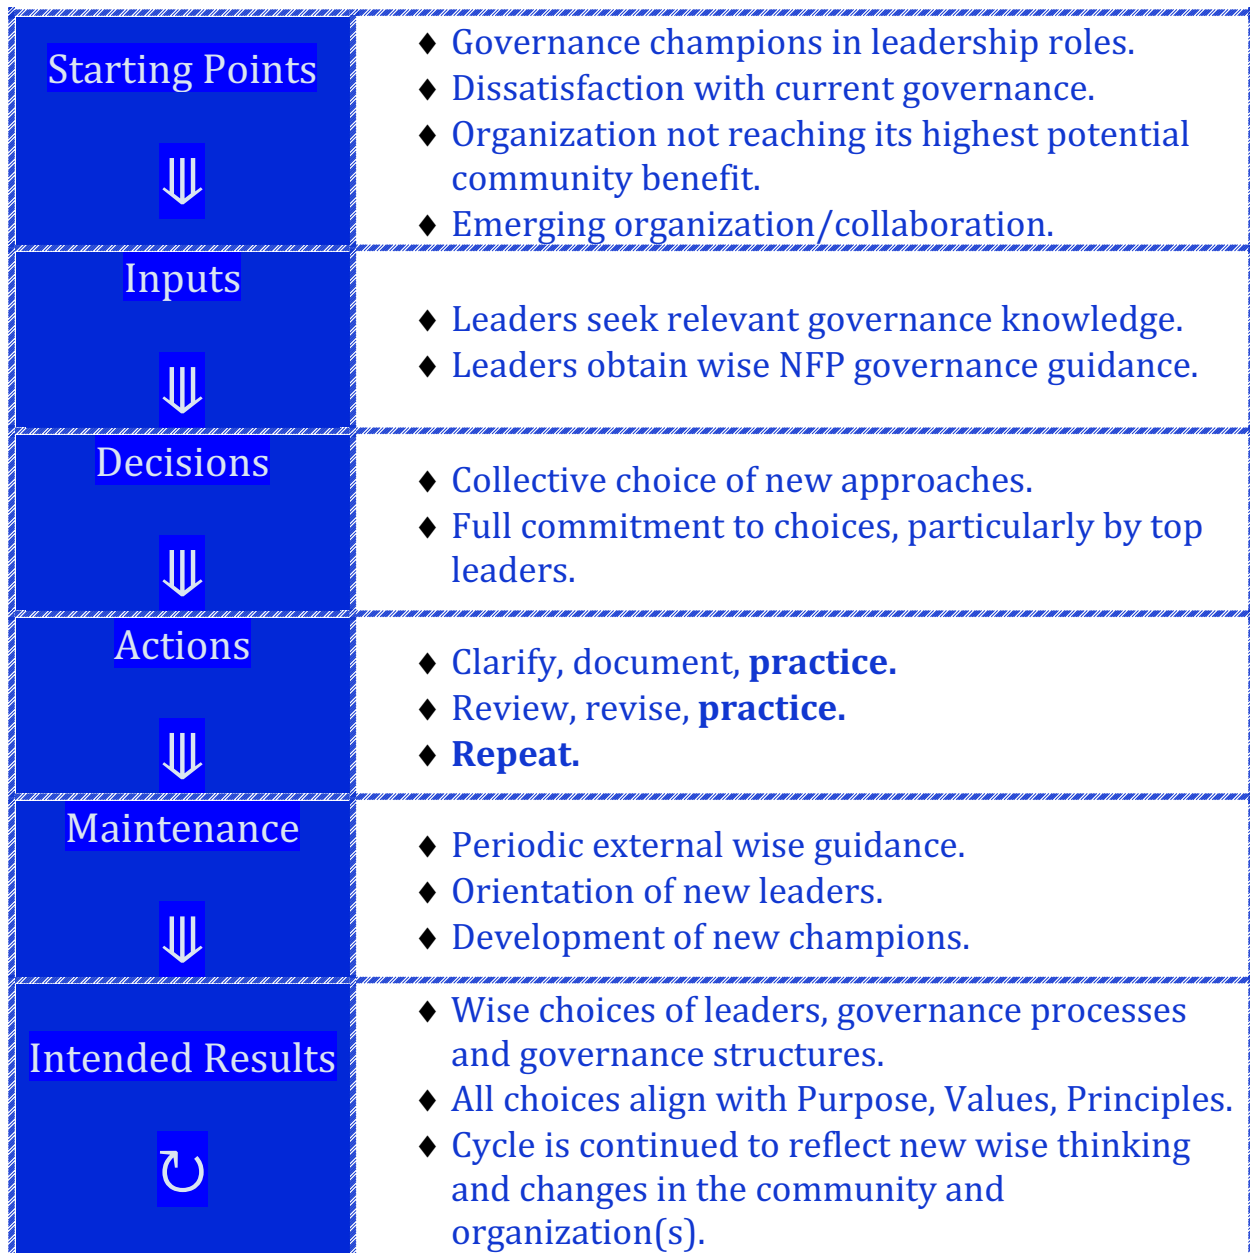 Starting Points
⇓
♦ Governance champions in leadership roles.
♦ Dissatisfaction with current governance.
♦ Organization not reaching its highest potential
community benefit.
♦ Emerging organization/collaboration.
Inputs
⇓
♦ Leaders seek relevant governance knowledge.
♦ Leaders obtain wise NFP governance guidance.
Decisions
⇓
♦ Collective choice of new approaches.
♦ Full commitment to choices, particularly by top
leaders.
Actions
⇓
♦ Clarify, document, practice.
♦ Review, revise, practice.
♦ Repeat.
Maintenance
⇓
♦ Periodic external wise guidance.
♦ Orientation of new leaders.
♦ Development of new champions.
Intended Results
↻
♦ Wise choices of leaders, governance processes
and governance structures.
♦ All choices align with Purpose, Values, Principles.
♦ Cycle is continued to reflect new wise thinking
and changes in the community and
organization(s).